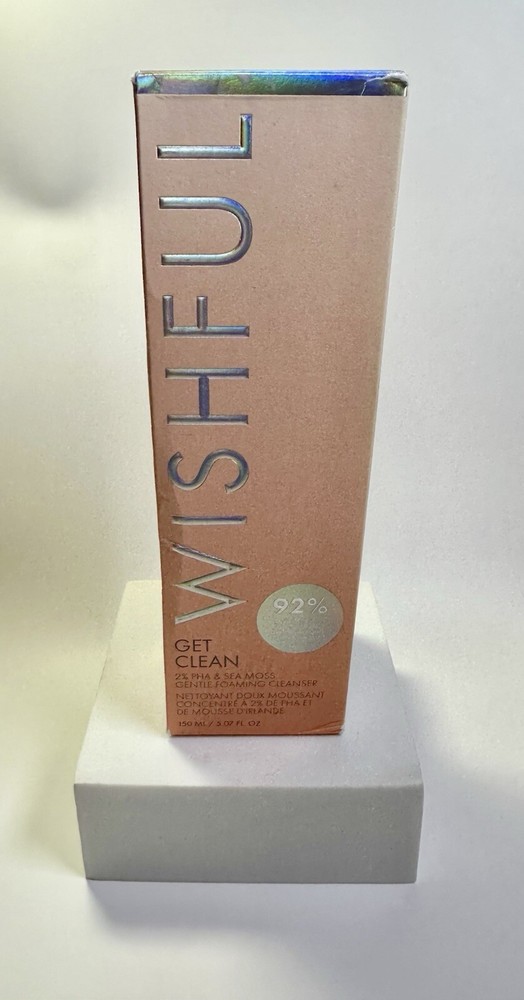 WISHFUL
92%
GET
CLEAN
2% PHA & SEA MOSS
GENTLE FOAMING CLEANSER
NETTOYANT DOUX MOUSSANT
CONCENTRÉ À 2% DE PHA ET
DE MOUSSE D'IRLANDE
150 ML / 5.07 FL OZ